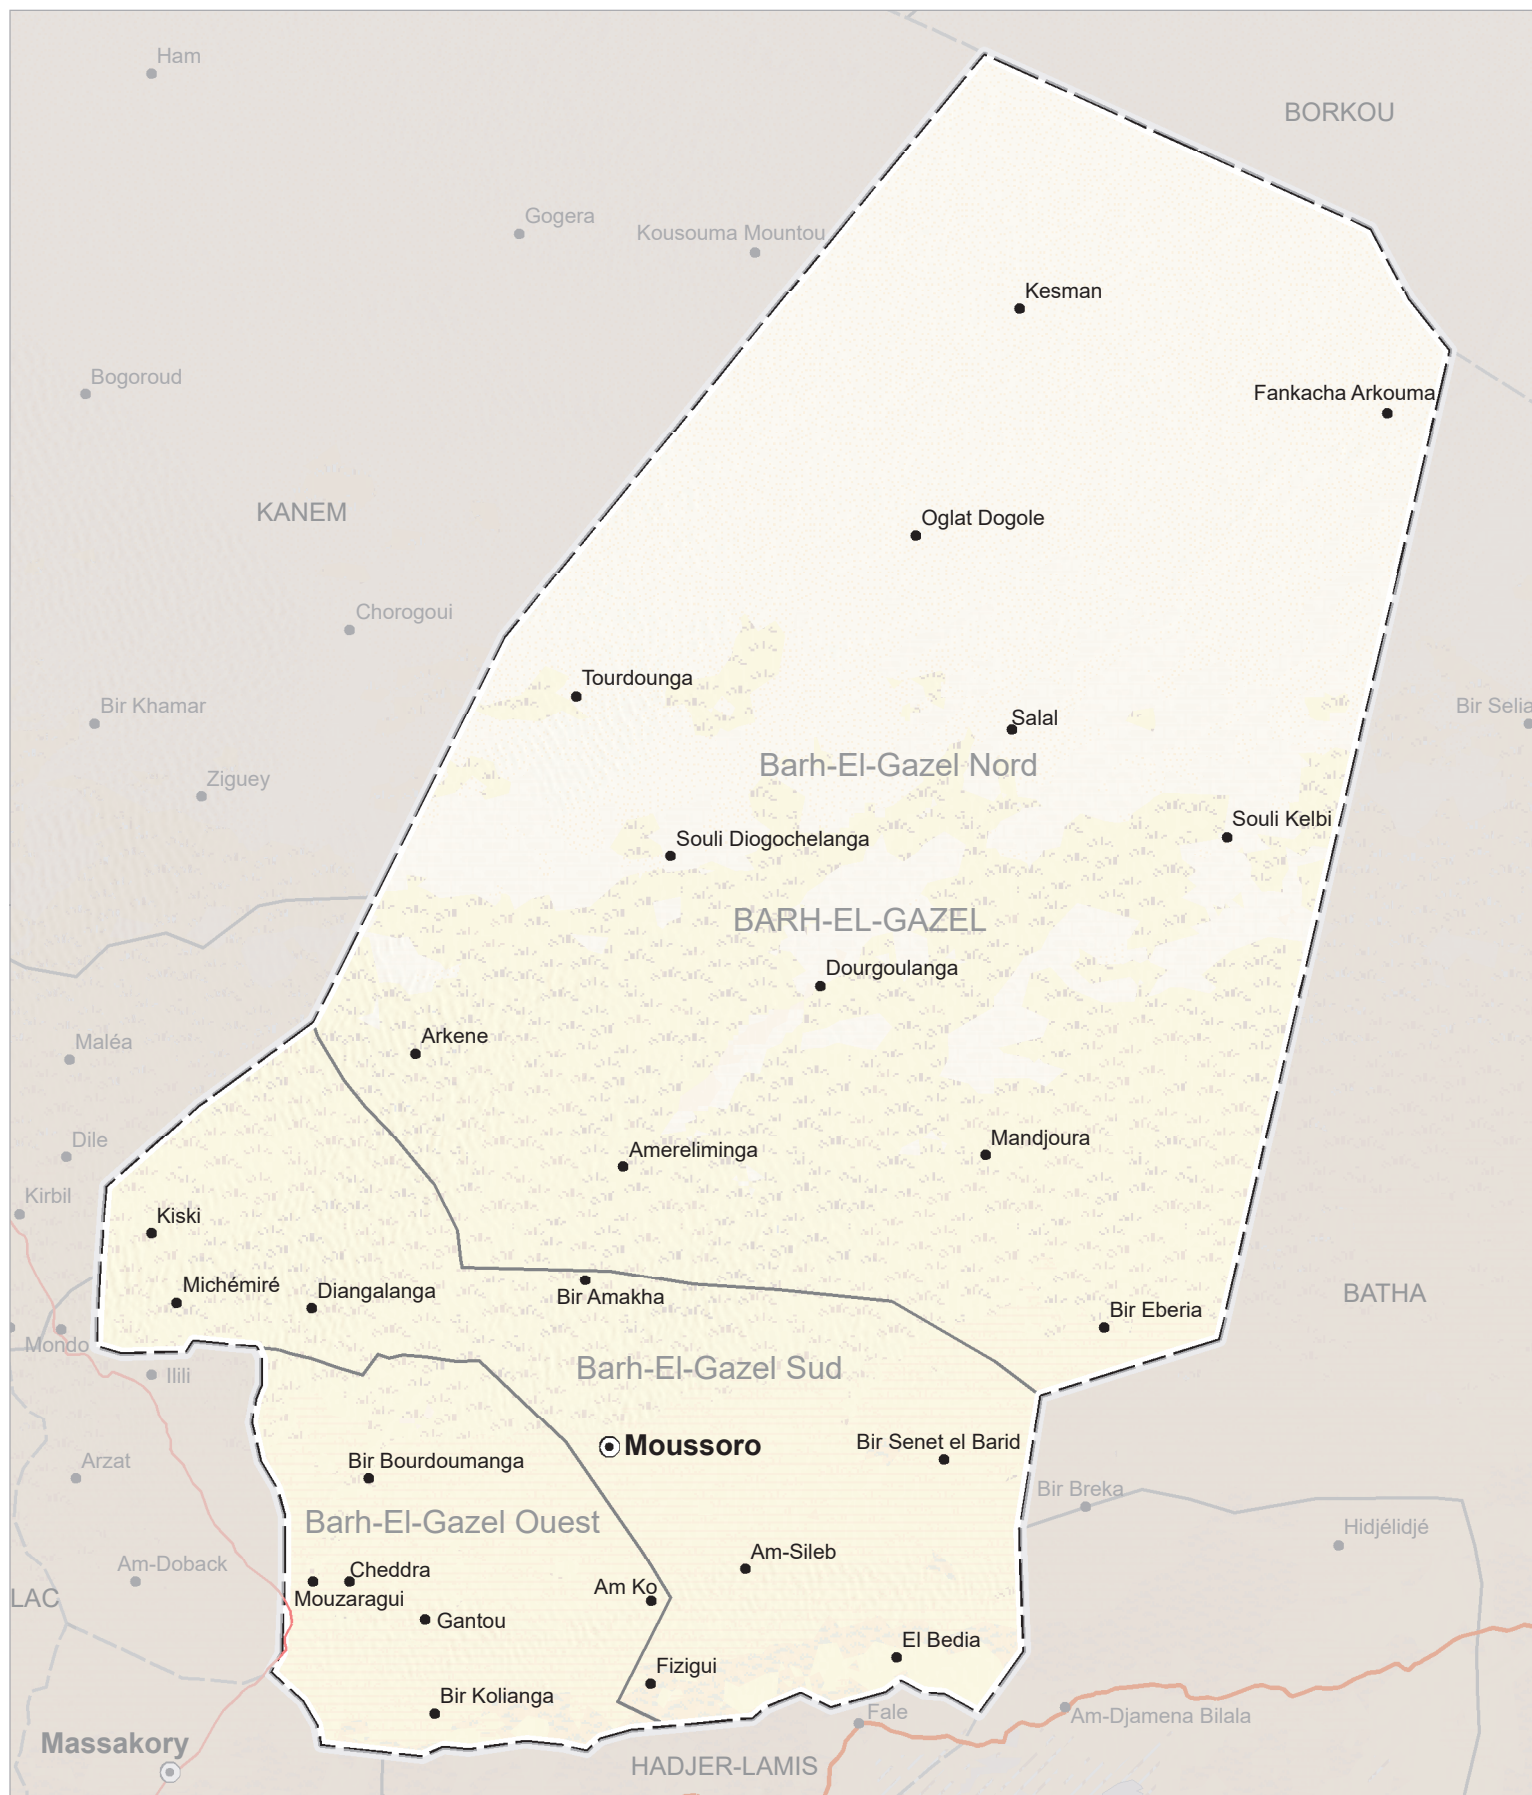 Ham
BORKOU
Gogera
Kousouma Mountou
Kesman
Bogoroud
Fankacha Arkouma
KANEM
Oglat Dogole
Chorogoui
Tourdounga
Bir Khamar
Salal
Bir Selia
Barh-El-Gazel Nord
Ziguey
Souli Kelbi
Souli Diogochelanga
BARH-EL-GAZEL
Dourgoulanga
Arkene
Maléa
Dile
Mandjoura
Amereliminga
Kirbil
Kiski
Michémiré
Diangalanga
Bir Amakha
BATHA
Bir Eberia
Mondo
Ilili
Barh-El-Gazel Sud
Moussoro
Bir Senet el Barid
Arzat
Bir Bourdoumanga
Bir Breka
Barh-El-Gazel Ouest
Hidjélidjé
Am-Sileb
Am-Doback
Cheddra
Am Ko
LAC
Mouzaragui
Gantou
El Bedia
Fizigui
Bir Kolianga
Fale
Am-Djamena Bilala
Massakory
HADJER-LAMIS